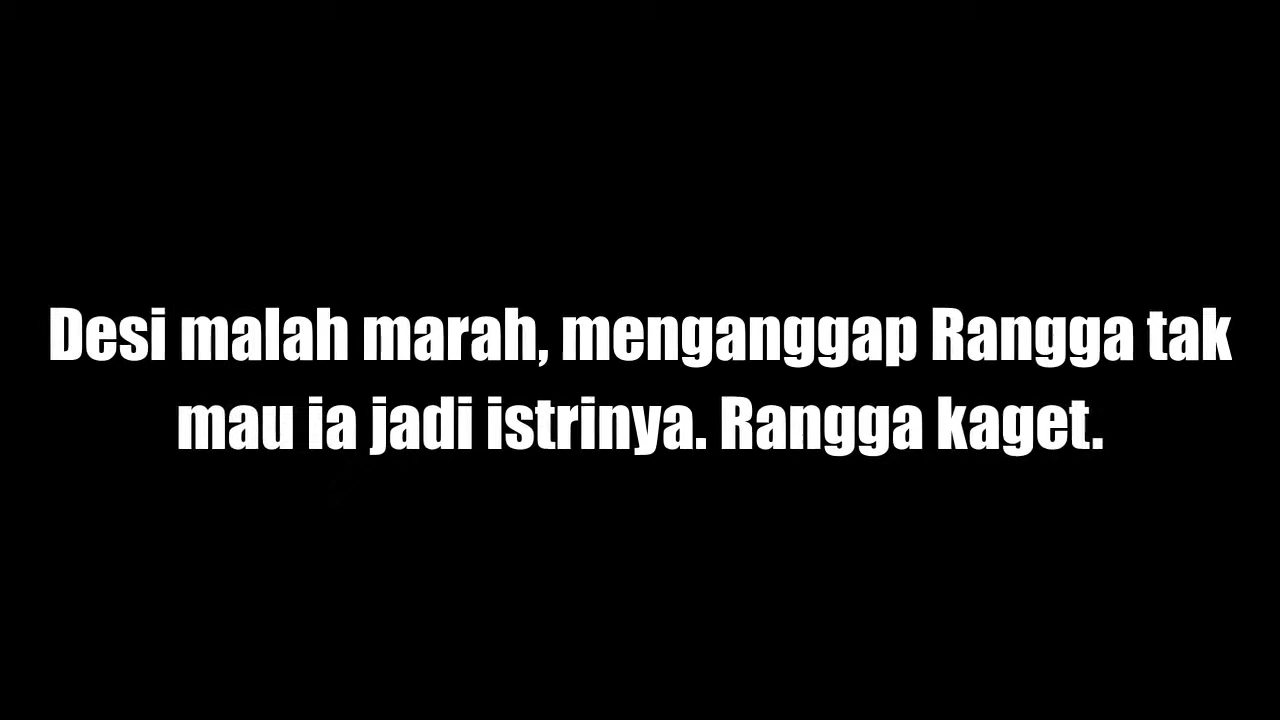 Desi malah marah, menganggap Rangga tak
mau ia jadi istrinya. Rangga kaget.